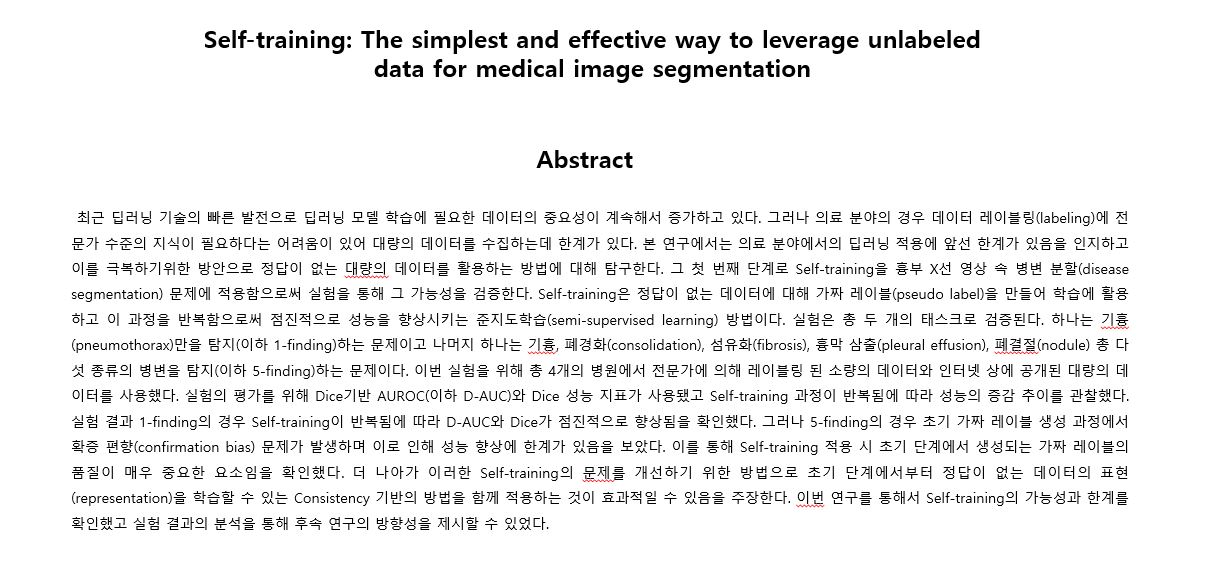 Self-training: The simplest and effective way to leverage unlabeled
data for medical image segmentation
Abstract
최근 딥러닝 기술의 빠른 발전으로 딥러닝 모델 학습에 필요한 데이터의 중요성이 계속해서 증가하고 있다. 그러나 의료 분야의 경우 데이터 레이블링(labeling)에 전
문가 수준의 지식이 필요하다는 어려움이 있어 대량의 데이터를 수집하는데 한계가 있다. 본 연구에서는 의료 분야에서의 딥러닝 적용에 앞선 한계가 있음을 인지하고
이를 극복하기위한 방안으로 정답이 없는 대량의 데이터를 활용하는 방법에 대해 탐구한다. 그 첫 번째 단계로 Self-training을 흉부 X선 영상 속 병변 분할(disease
segmentation) 문제에 적용함으로써 실험을 통해 그 가능성을 검증한다. Self-training은 정답이 없는 데이터에 대해 가짜 레이블(pseudo label)을 만들어 학습에 활용
하고 이 과정을 반복함으로써 점진적으로 성능을 향상시키는 준지도학습(semi-supervised learning) 방법이다. 실험은 총 두 개의 태스크로 검증된다. 하나는 기흉
(pneumothorax)만을 탐지(이하 1-finding)하는 문제이고 나머지 하나는 기흉, 폐경화(consolidation), 섬유화(fibrosis), 흉막 삼출(pleural effusion), 폐결절(nodule) 총 다
섯 종류의 병변을 탐지(이하 5-finding)하는 문제이다. 이번 실험을 위해 총 4개의 병원에서 전문가에 의해 레이블링 된 소량의 데이터와 인터넷 상에 공개된 대량의 데
이터를 사용했다. 실험의 평가를 위해 Dice기반 AUROC(이하 D-AUC)와 Dice 성능 지표가 사용됐고 Self-training 과정이 반복됨에 따라 성능의 증감 추이를 관찰했다.
실험 결과 1-finding의 경우 Self-training이 반복됨에 따라 D-AUC와 Dice가 점진적으로 향상됨을 확인했다. 그러나 5-finding의 경우 초기 가짜 레이블 생성 과정에서
확증 편향(confirmation bias) 문제가 발생하며 이로 인해 성능 향상에 한계가 있음을 보았다. 이를 통해 Self-training 적용 시 초기 단계에서 생성되는 가짜 레이블의
품질이 매우 중요한 요소임을 확인했다. 더 나아가 이러한 Self-training의 문제를 개선하기 위한 방법으로 초기 단계에서부터 정답이 없는 데이터의 표현
(representation)을 학습할 수 있는 Consistency 기반의 방법을 함께 적용하는 것이 효과적일 수 있음을 주장한다. 이번 연구를 통해서 Self-training의 가능성과 한계를
확인했고 실험 결과의 분석을 통해 후속 연구의 방향성을 제시할 수 있었다.